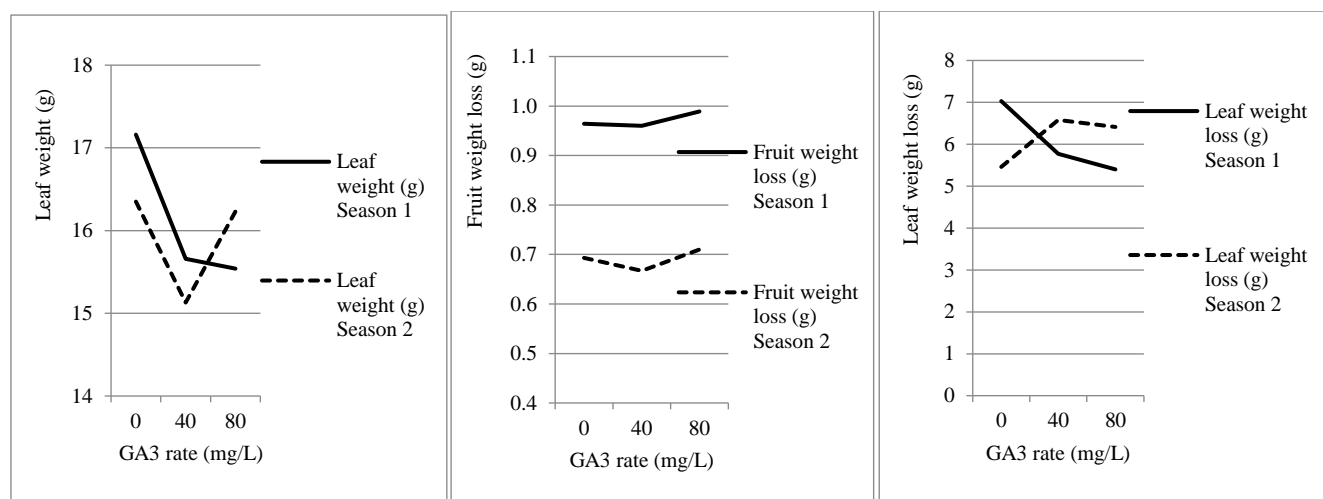 Leaf weight (g)
18
17
16
15
14
0 40 80
GA3 rate (mg/L)
Leaf
weight (g)
Season 1
Leaf
weight (g)
Season 2
Fruit weight loss (g)
1.1
1.0
0.9
0.8
0.7
0.6
0.5
0.4
0 40 80
GA3 rate (mg/L)
Fruit weight
loss (g)
Season 1
Fruit weight
loss (g)
Season 2
Leaf weight loss (g)
8
7
6
5
4
3
2
1
0
0 40 80
GA3 rate (mg/L)
Leaf weight
loss (g)
Season 1
Leaf weight
loss (g)
Season 2